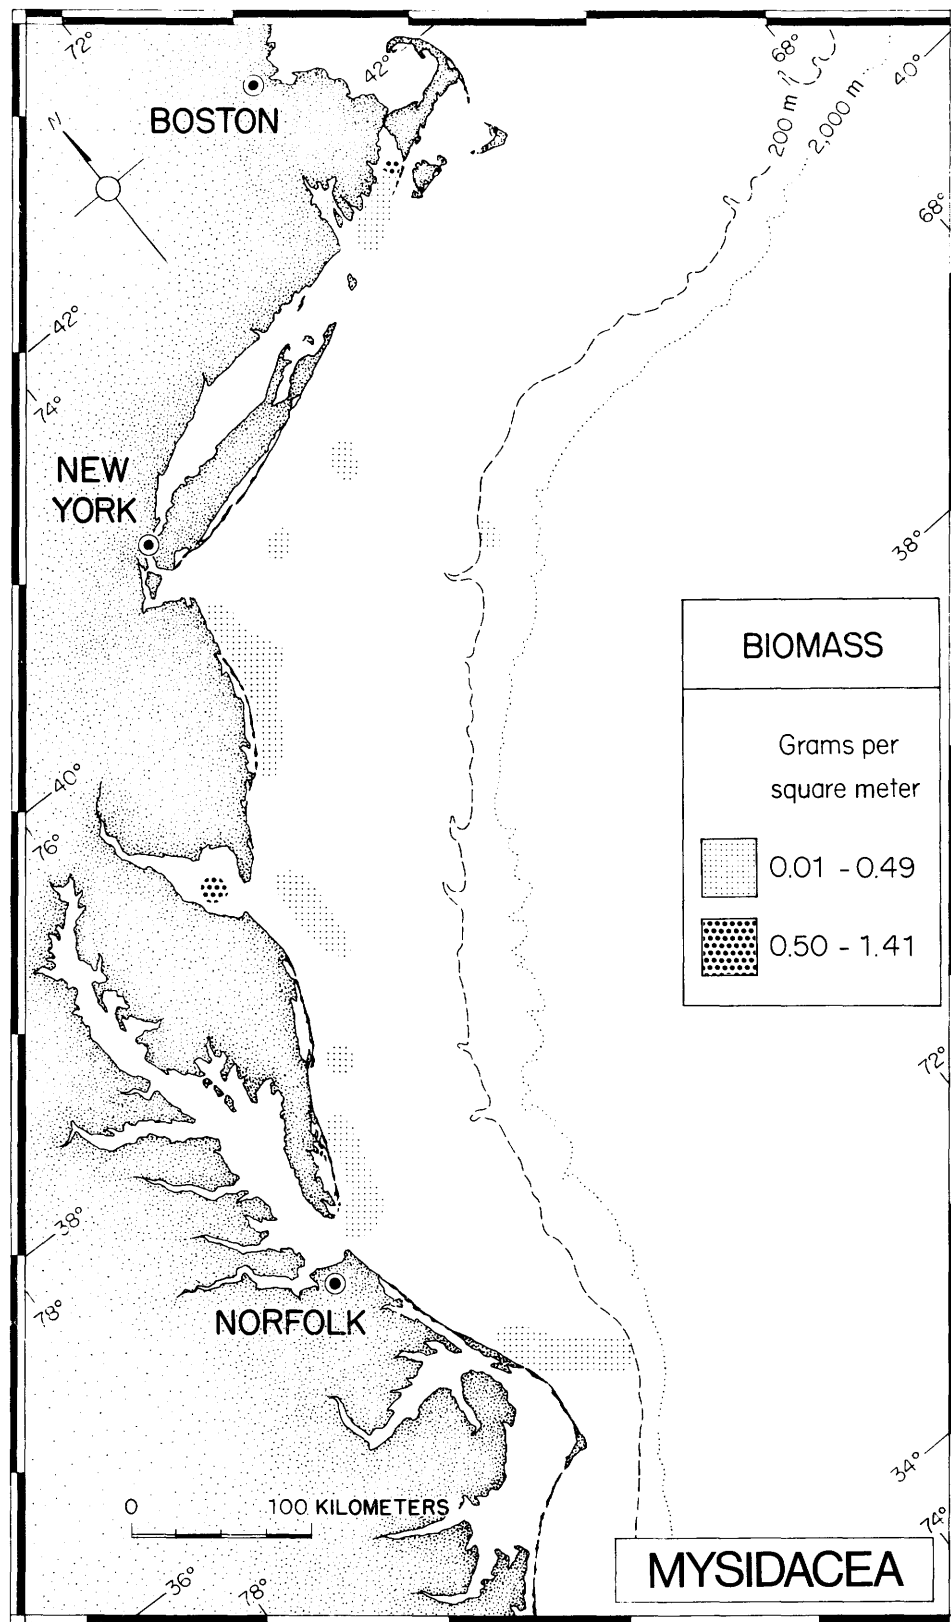 72°
42°
68°
40°
BOSTON
N
200 m
2,000 m
68°
42°
74°
NEW
YORK
38°
BIOMASS
Grams per
square meter
0.01 - 0.49
0.50 - 1.41
40°
76°
72°
38°
78°
NORFOLK
34°
74°
0 100 KILOMETERS
36°
78°
MYSIDACEA